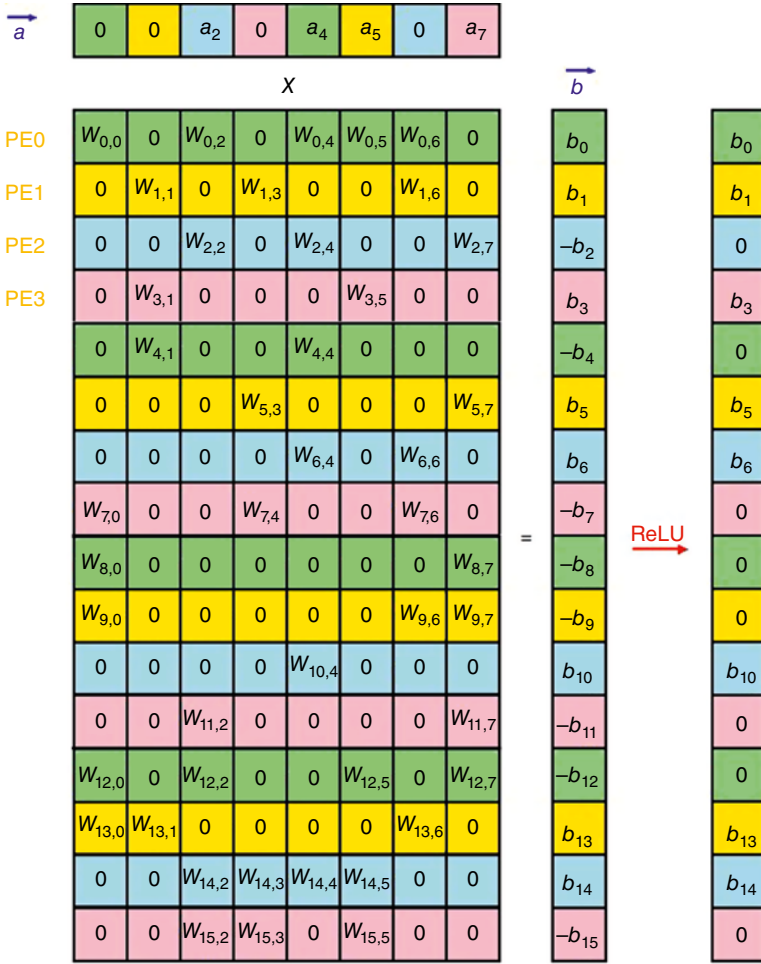 a 0 0 a2 0 a4 a5 0 a7
X b
PE0 W0,0 0 W0,2 0 W0,4 W0,5 W0,6 0 b0 b0
PE1 0 W1,1 0 W1,3 0 0 W1,6 0 b1 b1
PE2 0 0 W2,2 0 W2,4 0 0 W2,7 –b2 0
PE3 0 W3,1 0 0 0 W3,5 0 0 b3 b3
0 W4,1 0 0 W4,4 0 0 0 –b4 0
0 0 0 W5,3 0 0 0 W5,7 b5 b5
0 0 0 0 W6,4 0 W6,6 0 b6 b6
W7,0 0 0 W7,4 0 0 W7,6 0 –b7 0
= ReLU
W8,0 0 0 0 0 0 0 W8,7 –b8 0
W9,0 0 0 0 0 0 W9,6 W9,7 –b9 0
0 0 0 0 W10,4 0 0 0 b10 b10
0 0 W11,2 0 0 0 0 W11,7 –b11 0
W12,0 0 W12,2 0 0 W12,5 0 W12,7 –b12 0
W13,0 W13,1 0 0 0 0 W13,6 0 b13 b13
0 0 W14,2 W14,3 W14,4 W14,5 0 0 b14 b14
0 0 W15,2 W15,3 0 W15,5 0 0 –b15 0